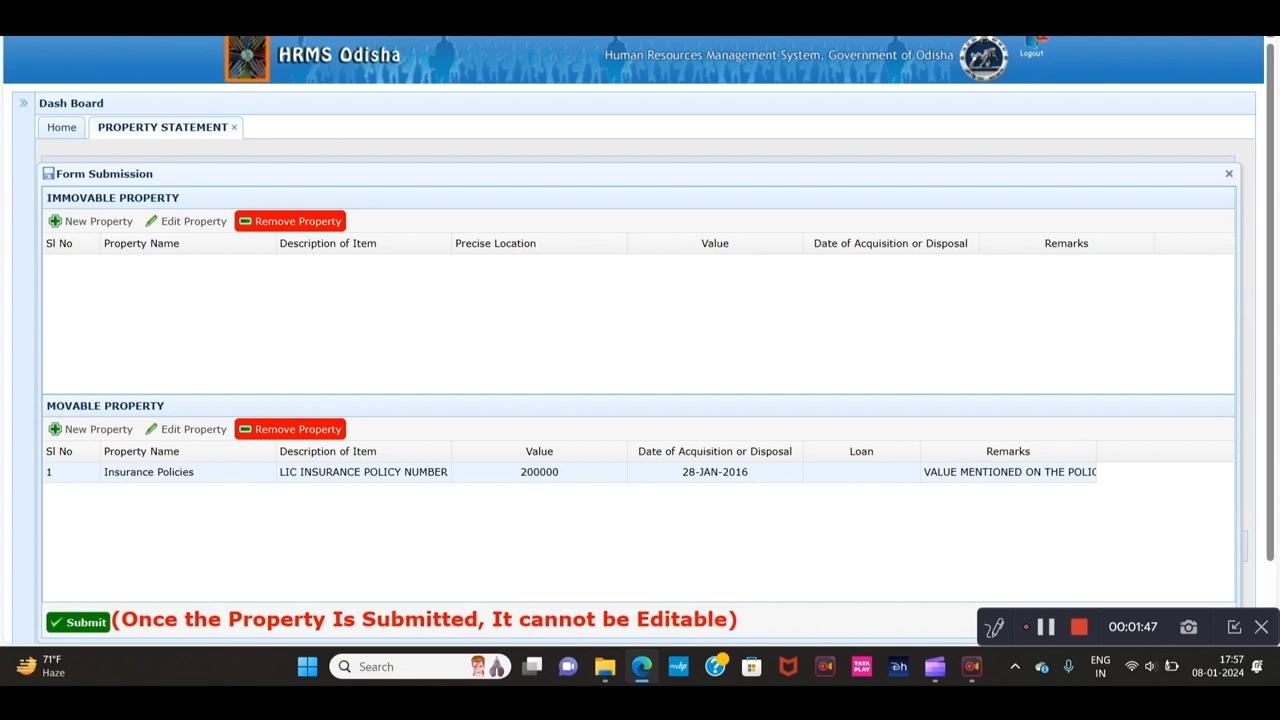 HRMS Odisha
Human Resources Management System, Government of Odisha
Logout
Dash Board
Home PROPERTY STATEMENT
Form Submission
IMMOVABLE PROPERTY
New Property Edit Property Remove Property
Sl No Property Name Description of Item Precise Location Value Date of Acquisition or Disposal Remarks
MOVABLE PROPERTY
New Property Edit Property Remove Property
Sl No Property Name Description of Item Value Date of Acquisition or Disposal Loan Remarks
1 Insurance Policies LIC INSURANCE POLICY NUMBER 200000 28-JAN-2016 VALUE MENTIONED ON THE POLIC
Submit (Once the Property Is Submitted, It cannot be Editable)
00:01:47
71°F
Haze
Search
myhp
TATA PLAY
Dh
ENG
IN
17:57
08-01-2024